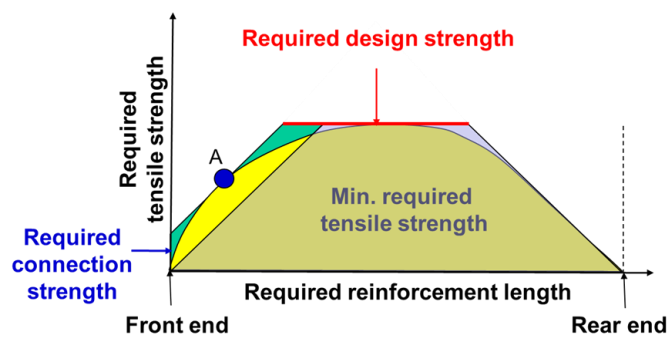 Required design strength
Required
tensile strength
A
Min. required
tensile strength
Required
connection
strength
Required reinforcement length
Front end
Rear end